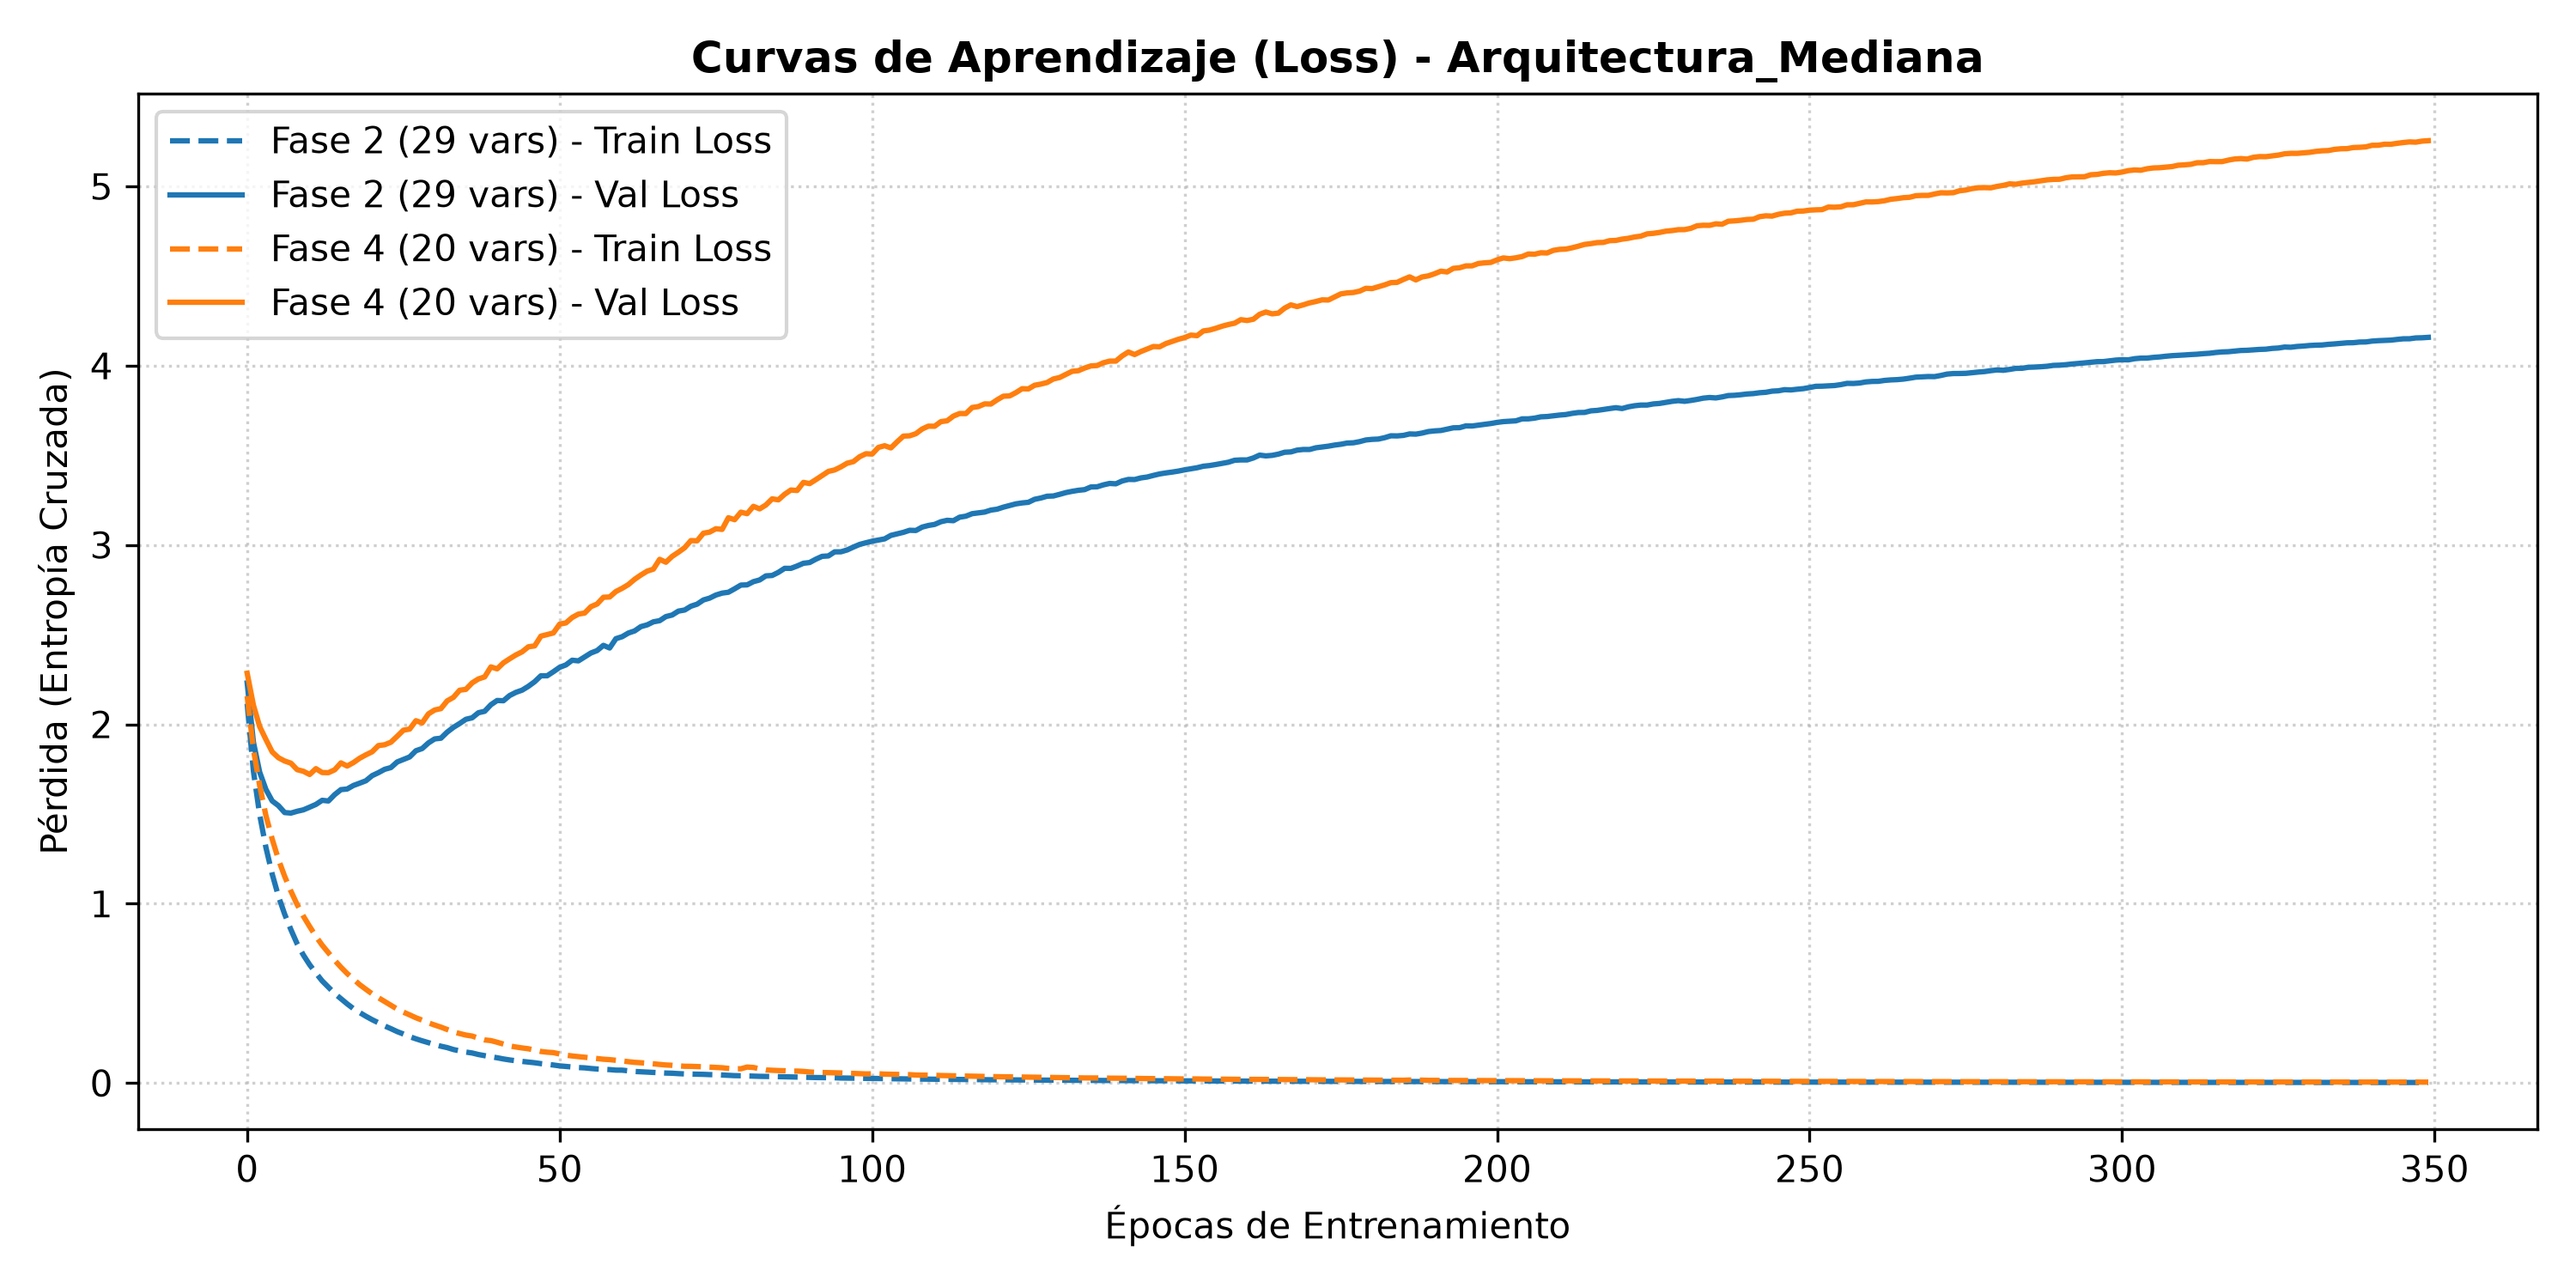 Curvas de Aprendizaje (Loss) - Arquitectura_Mediana
Fase 2 (29 vars) - Train Loss
Fase 2 (29 vars) - Val Loss
Fase 4 (20 vars) - Train Loss
Fase 4 (20 vars) - Val Loss
Pérdida (Entropía Cruzada)
5
4
3
2
1
0
0 50 100 150 200 250 300 350
Épocas de Entrenamiento